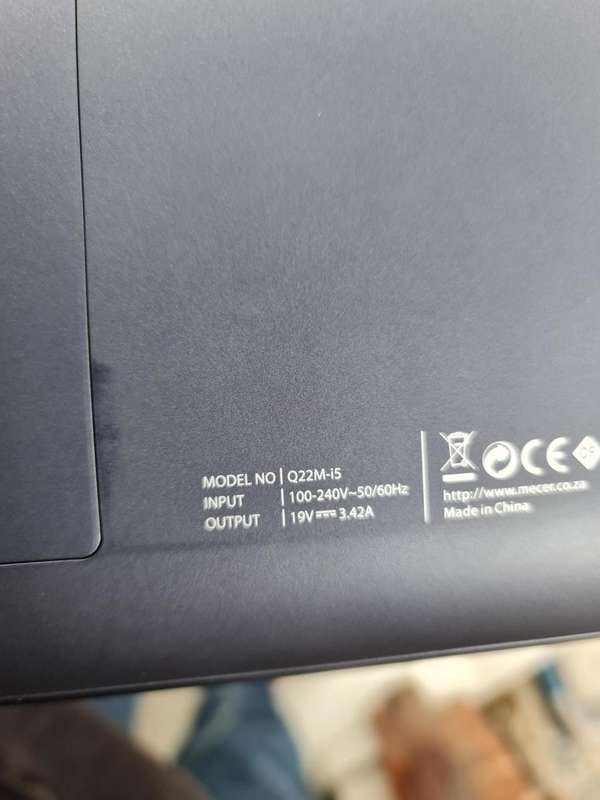 MODEL NO | Q22M-i5
INPUT | 100-240V~50/60Hz
OUTPUT | 19V⎓3.42A
CE
http://www.mecer.co.za
Made in China